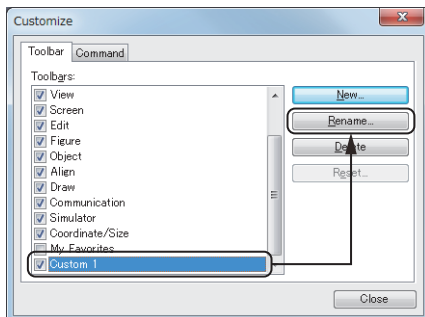 Customize
Toolbar Command
Toolbars:
View
Screen
Edit
Figure
Object
Align
Draw
Communication
Simulator
Coordinate/Size
My Favorites
Custom 1
New...
Rename...
Delete
Reset...
Close